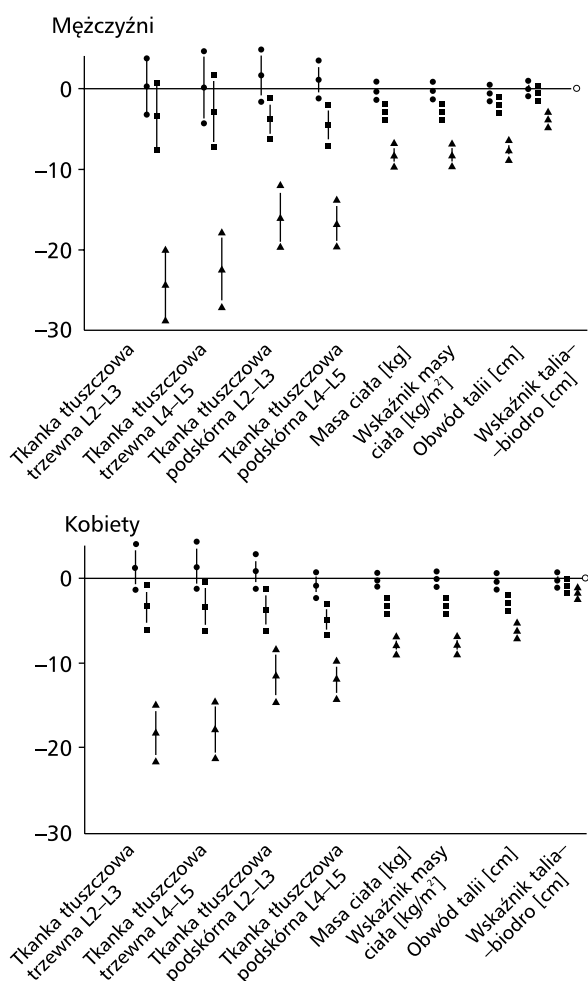 Mężczyźni
0
−10
−20
−30
Tkanka tłuszczowa
trzewna L2–L3
Tkanka tłuszczowa
trzewna L4–L5
Tkanka tłuszczowa
podskórna L2–L3
Tkanka tłuszczowa
podskórna L4–L5
Masa ciała [kg]
Wskaźnik masy
ciała [kg/m²]
Obwód talii [cm]
Wskaźnik talia–
–biodro [cm]
Kobiety
0
−10
−20
−30
Tkanka tłuszczowa
trzewna L2–L3
Tkanka tłuszczowa
trzewna L4–L5
Tkanka tłuszczowa
podskórna L2–L3
Tkanka tłuszczowa
podskórna L4–L5
Masa ciała [kg]
Wskaźnik masy
ciała [kg/m²]
Obwód talii [cm]
Wskaźnik talia–
–biodro [cm]